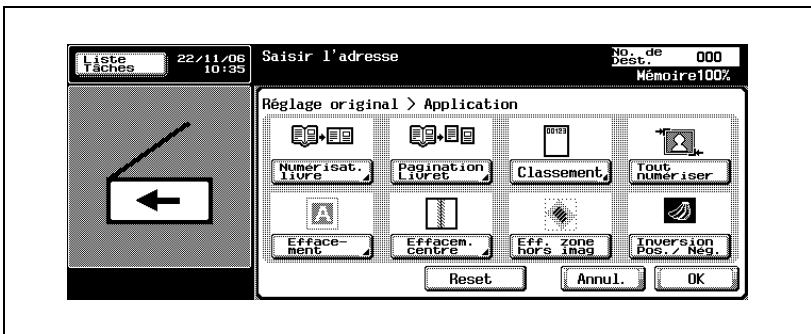 Liste
Tâches
22/11/06
10:35
Saisir l'adresse
No. de
Dest.
000
Mémoire100%
Réglage original > Application
00123
Numérisat.
livre
Pagination
Livret
Classement
Tout
numériser
A
Efface-
ment
Effacem.
centre
Eff. zone
hors imag
Inversion
Pos./ Nég.
Reset
Annul.
OK